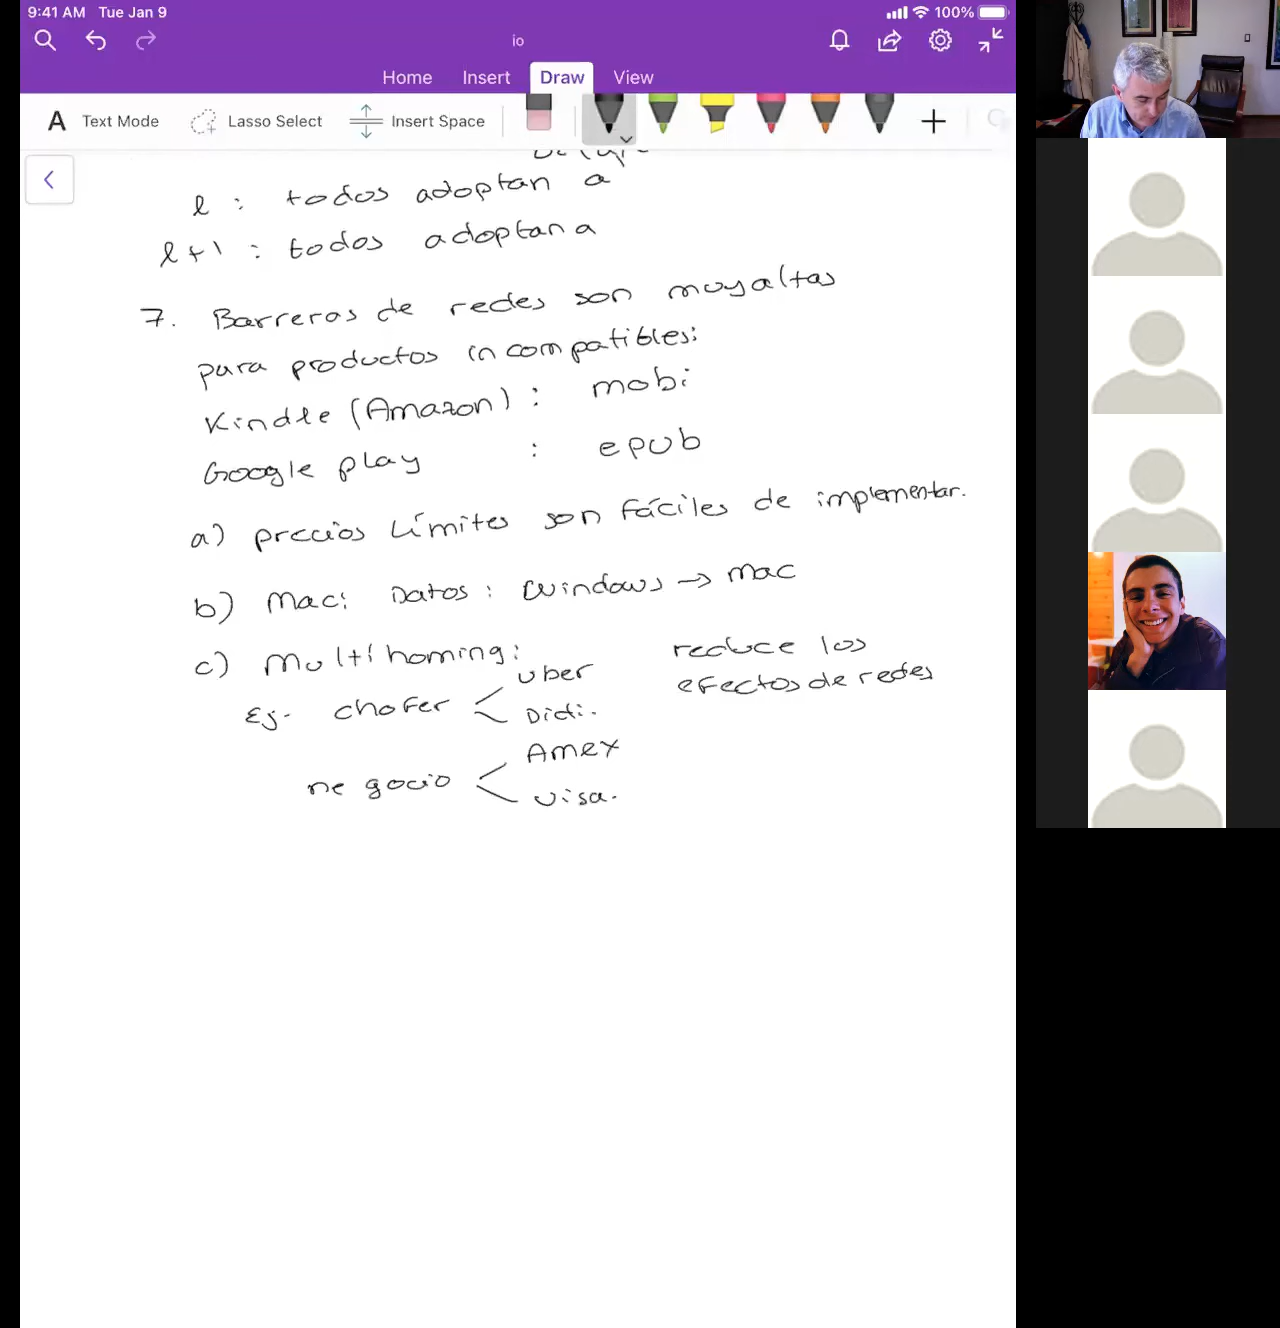 9:41 AM Tue Jan 9 100%
io
Home Insert Draw View
A Text Mode Lasso Select Insert Space
l : todos adoptan a
l+1 : todos adoptan a
7. Barreras de redes son muy altas
para productos incompatibles:
Kindle (Amazon) : mobi
Google play : epub
a) precios Límites son fáciles de implementar.
b) Mac: Datos: Windows → Mac
c) Multihoming: reduce los
efectos de redes
Ej. chofer < Uber
Didi.
negocio < Amex
Visa.